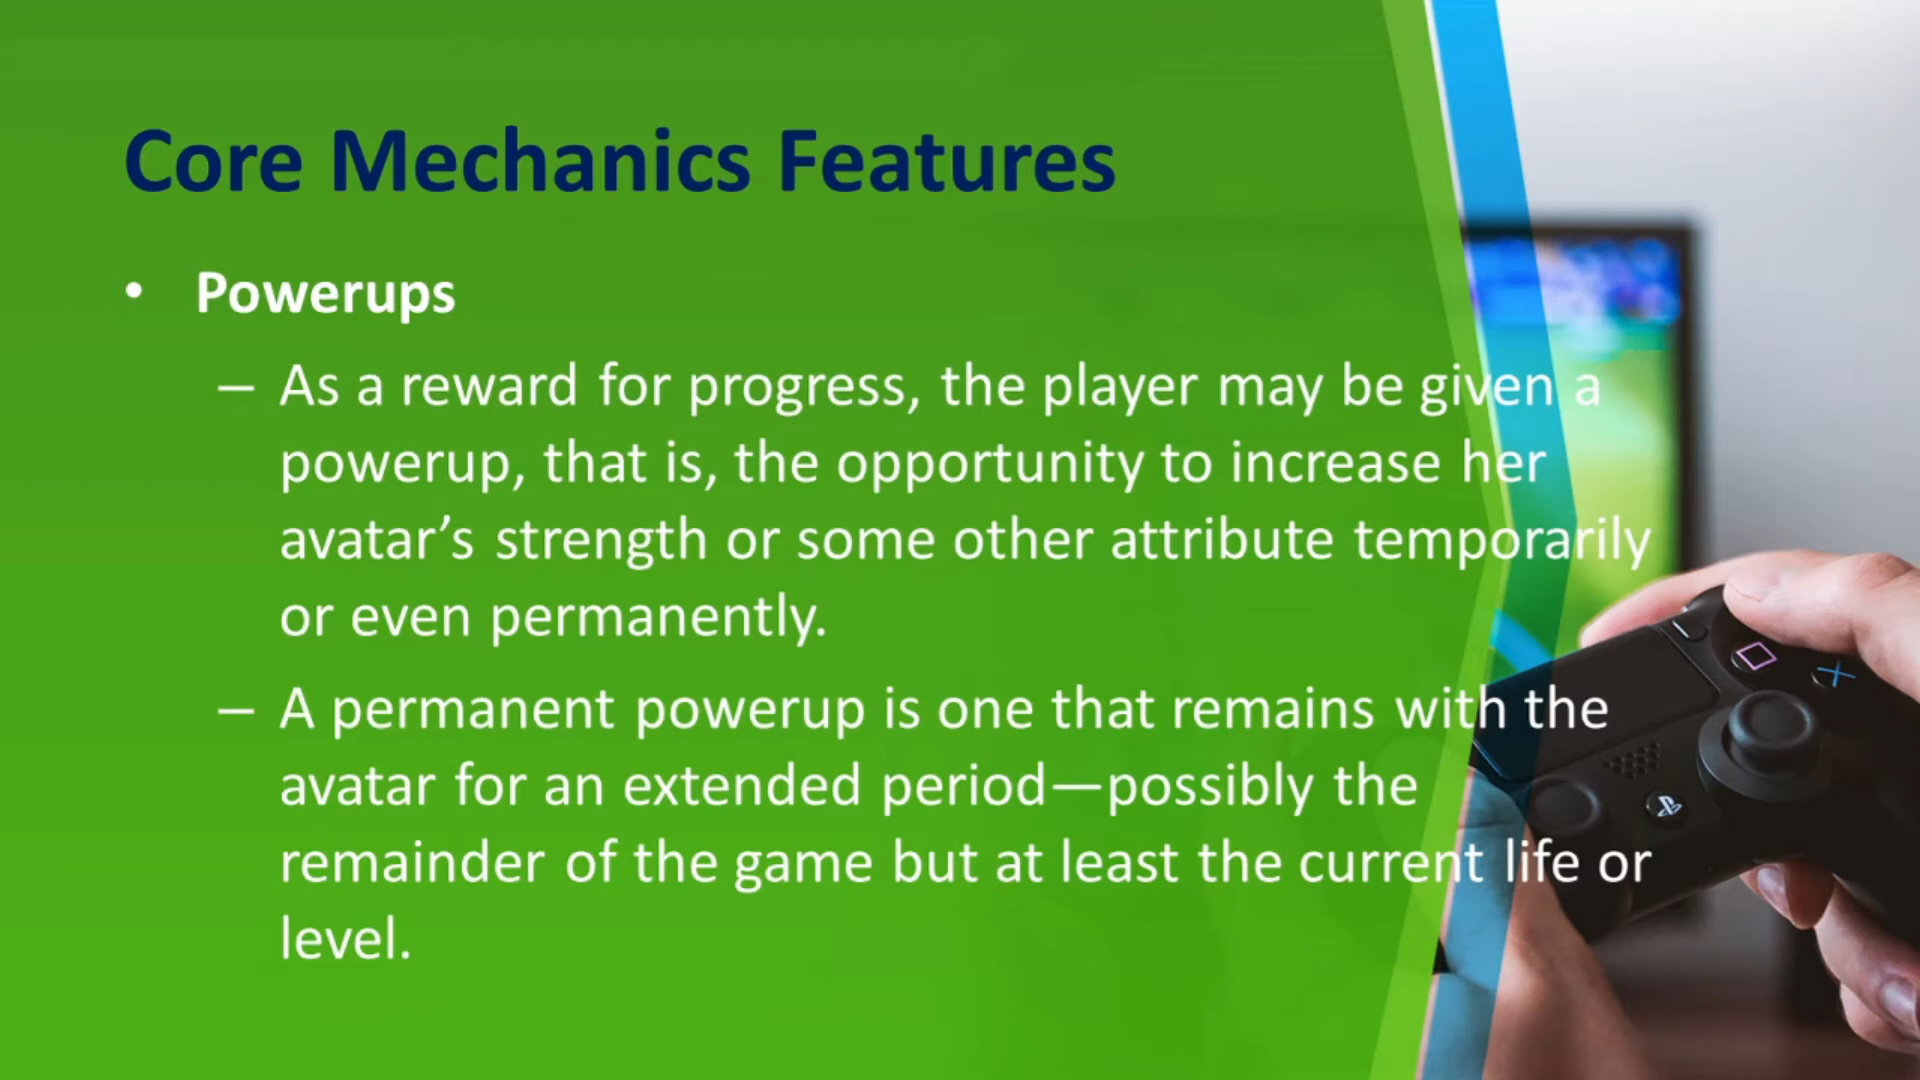 Core Mechanics Features
• Powerups
– As a reward for progress, the player may be given a
powerup, that is, the opportunity to increase her
avatar’s strength or some other attribute temporarily
or even permanently.
– A permanent powerup is one that remains with the
avatar for an extended period—possibly the
remainder of the game but at least the current life or
level.